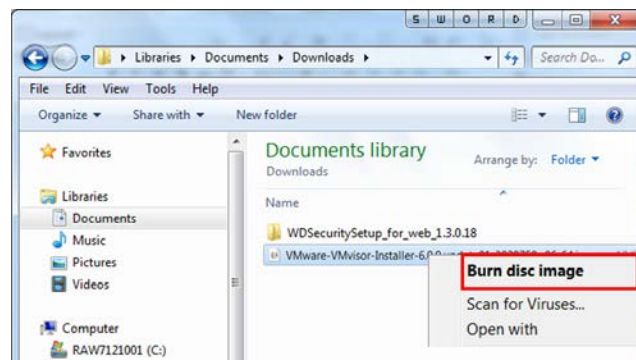 S W O R D
Libraries Documents Downloads
Search Do...
File Edit View Tools Help
Organize Share with New folder
Favorites
Libraries
Documents
Music
Pictures
Videos
Computer
RAW7121001 (C:)
Documents library
Downloads
Arrange by: Folder
Name
WDSecuritySetup_for_web_1.3.0.18
VMware-VMvisor-Installer-6.0.0
Burn disc image
Scan for Viruses...
Open with